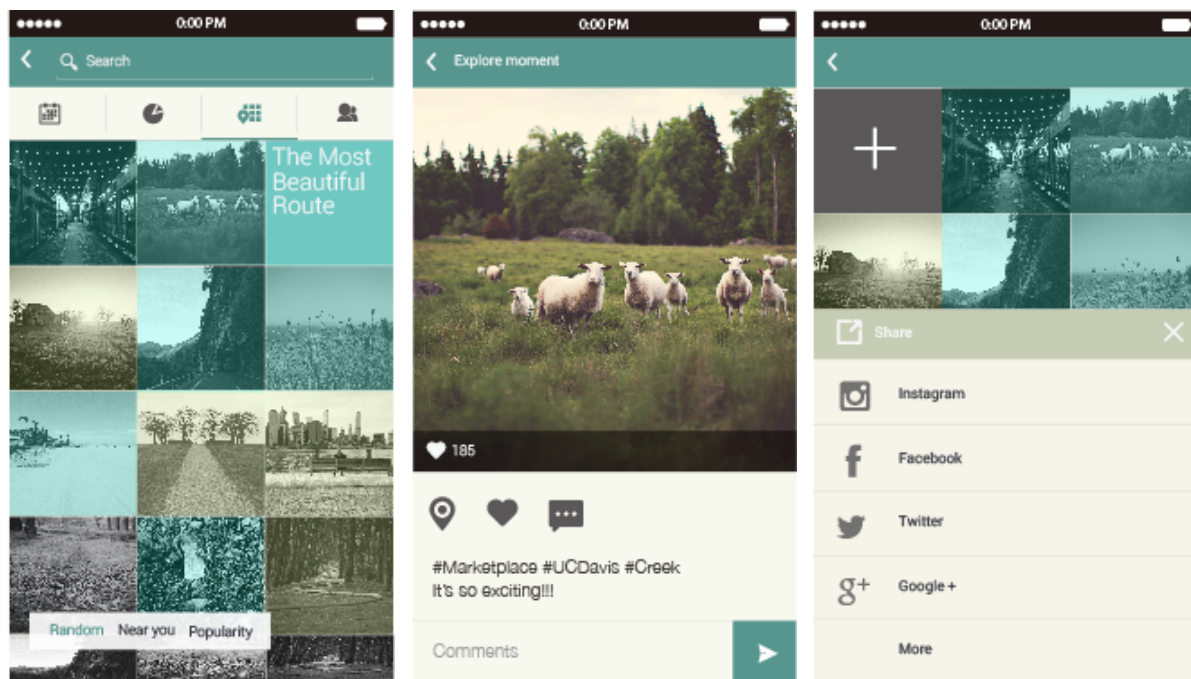 0:00 PM
Search
The Most
Beautiful
Route
Random Near you Popularity
0:00 PM
Explore moment
185
#Marketplace #UCDavis #Creek
It's so exciting!!!
Comments
0:00 PM
Share
Instagram
Facebook
Twitter
g+ Google +
More